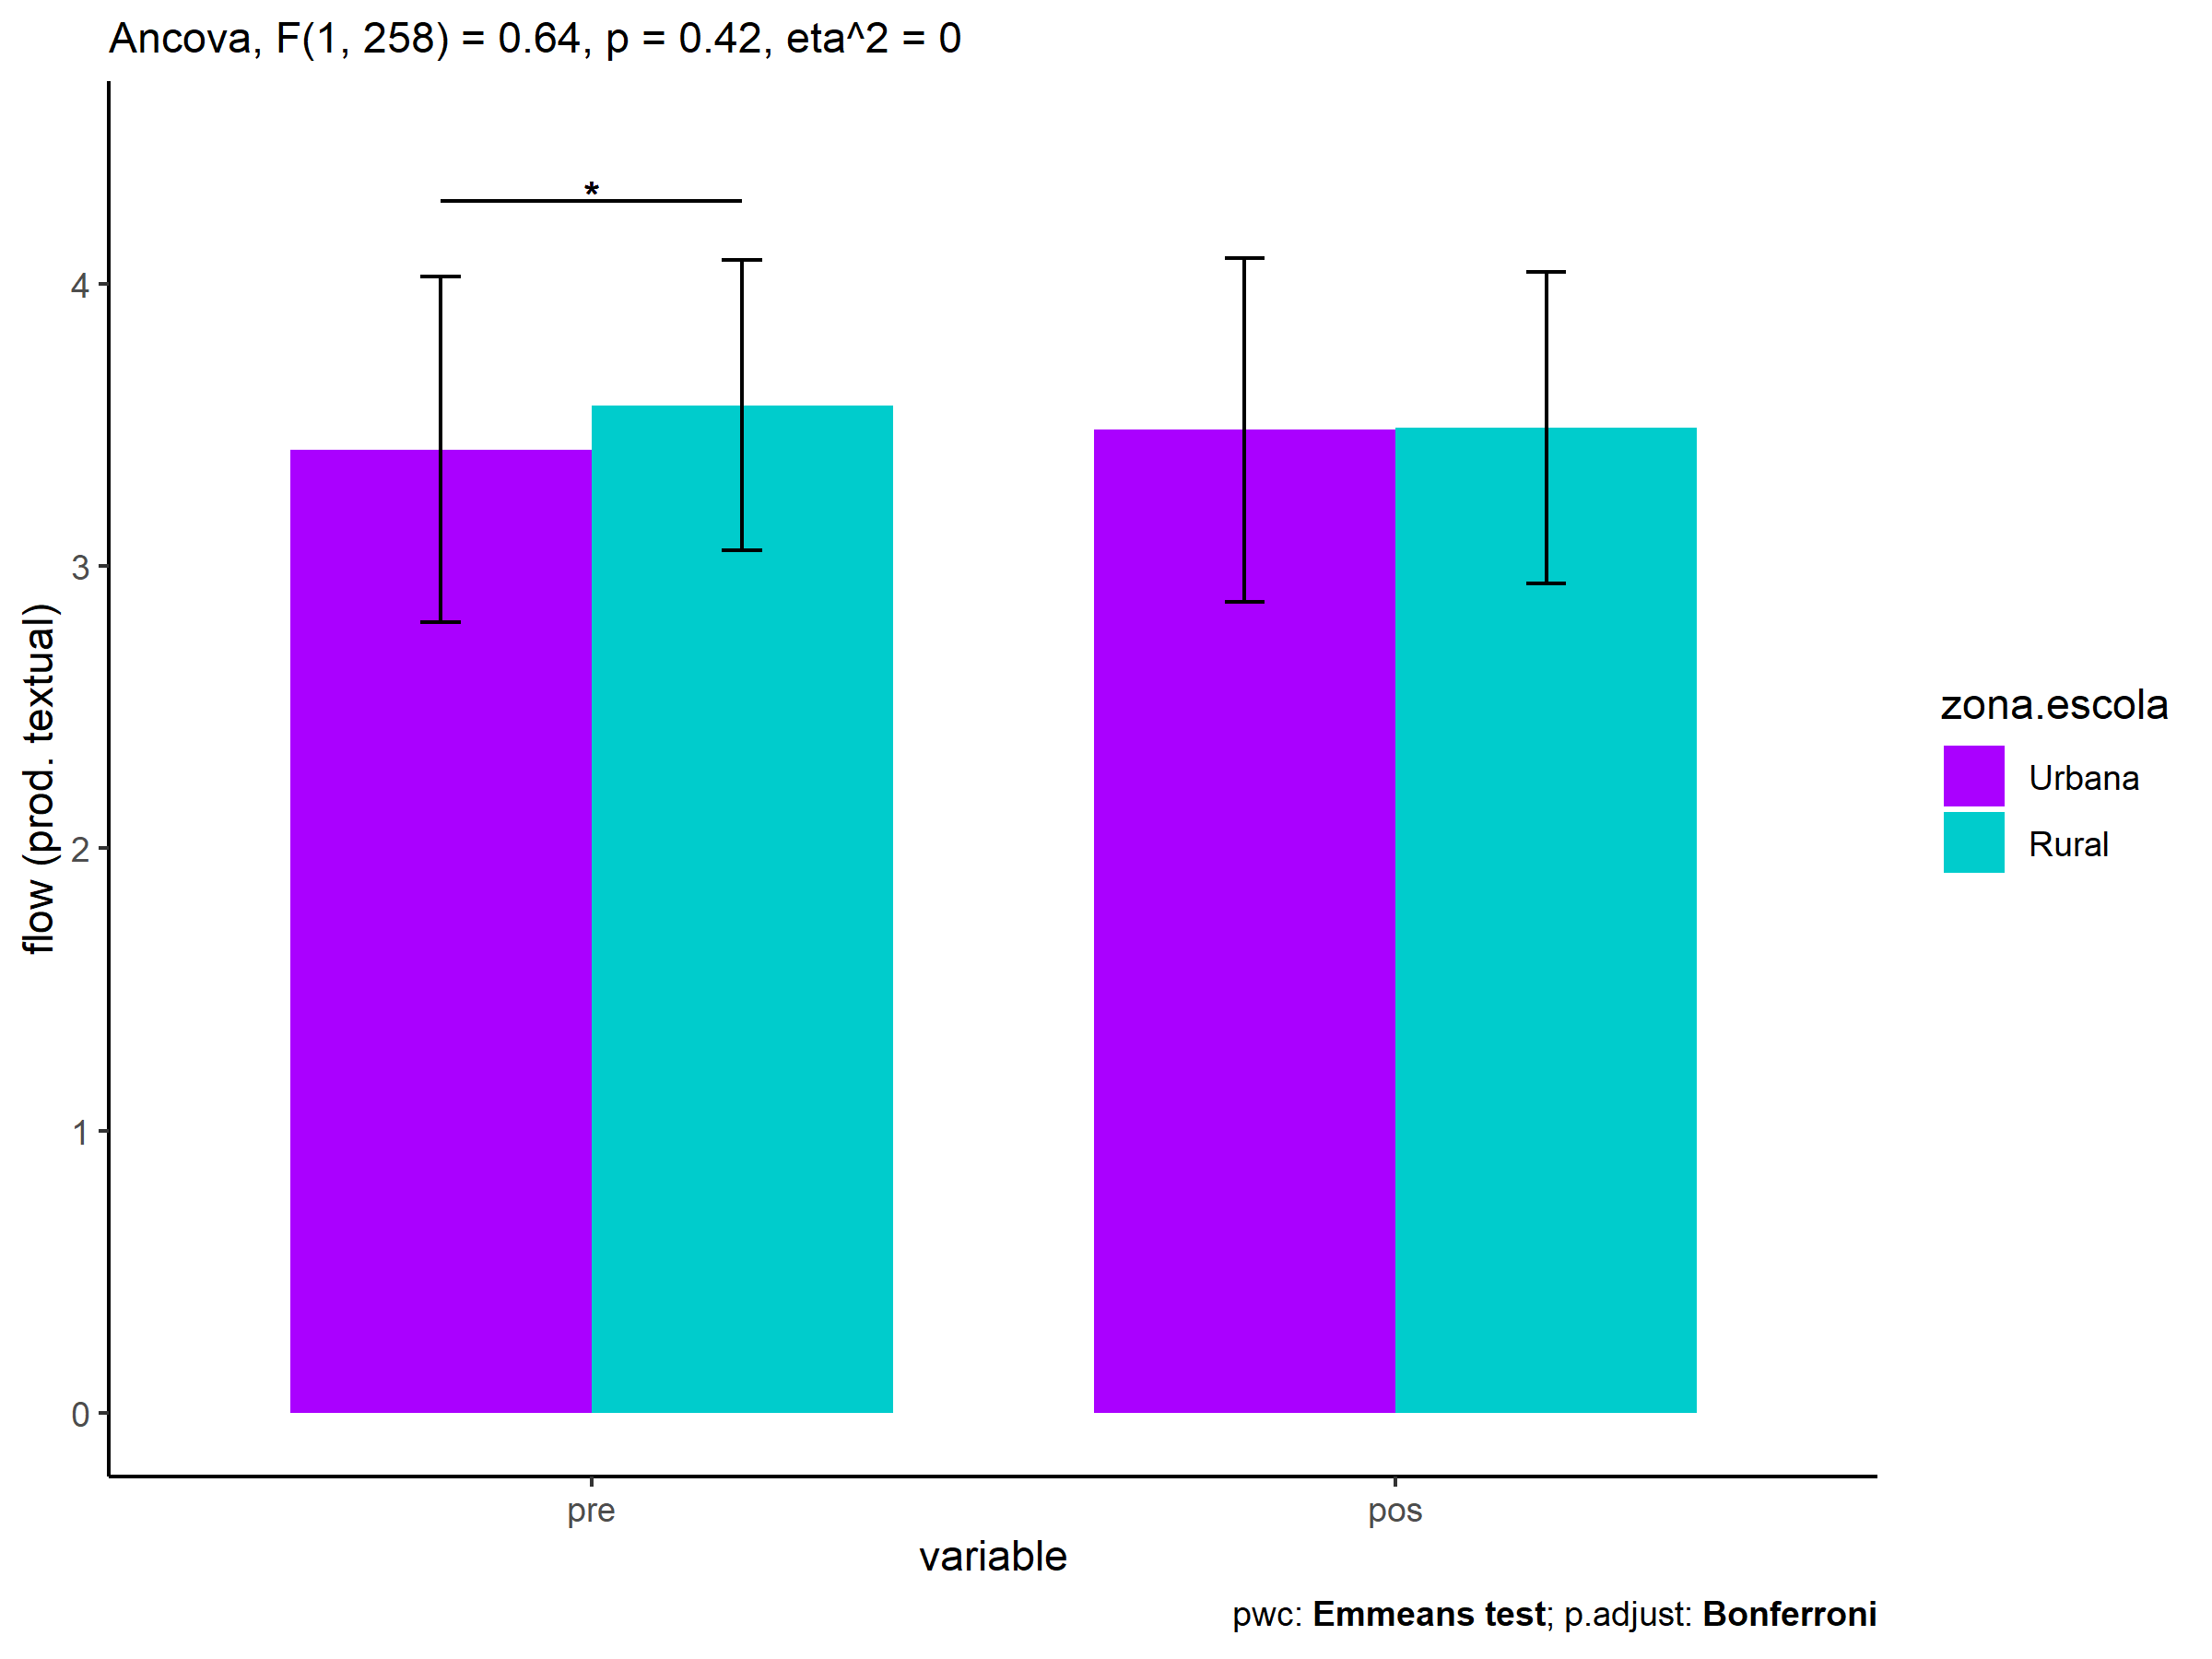 Ancova, F(1, 258) = 0.64, p = 0.42, eta^2 = 0
*
4
3
2
1
0
flow (prod. textual)
pre
pos
variable
zona.escola
Urbana
Rural
pwc: Emmeans test; p.adjust: Bonferroni